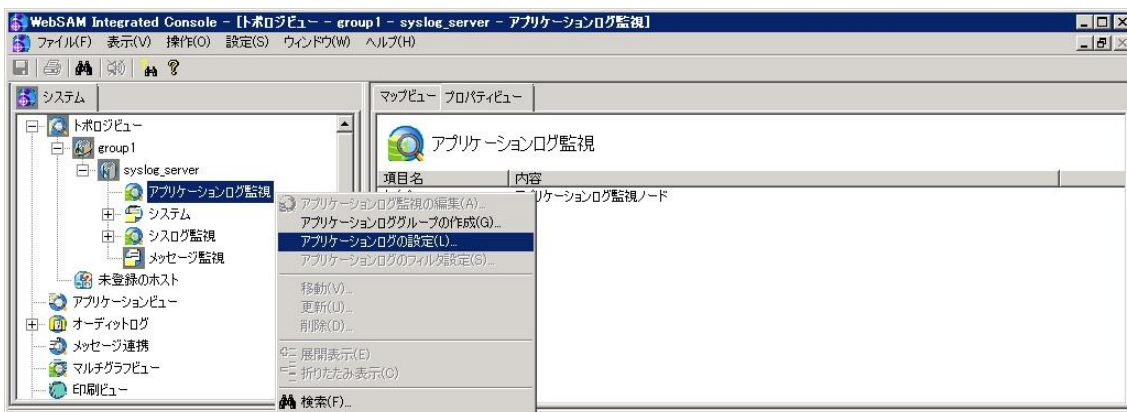 WebSAM Integrated Console - [トポロジビュー - group1 - syslog_server - アプリケーションログ監視]
ファイル(F) 表示(V) 操作(O) 設定(S) ウィンドウ(W) ヘルプ(H)
システム
マップビュー プロパティビュー
トポロジビュー
group1
syslog_server
アプリケーションログ監視
システム
シスログ監視
メッセージ監視
未登録のホスト
アプリケーションビュー
オーディットログ
メッセージ連携
マルチグラフビュー
印刷ビュー
アプリケーションログ監視
項目名 内容
アプリケーションログ監視ノード
アプリケーションログ監視の編集(A)...
アプリケーションロググループの作成(G)...
アプリケーションログの設定(L)...
アプリケーションログのフィルタ設定(S)...
移動(V)...
更新(U)...
削除(D)...
展開表示(E)
折りたたみ表示(C)
検索(F)...